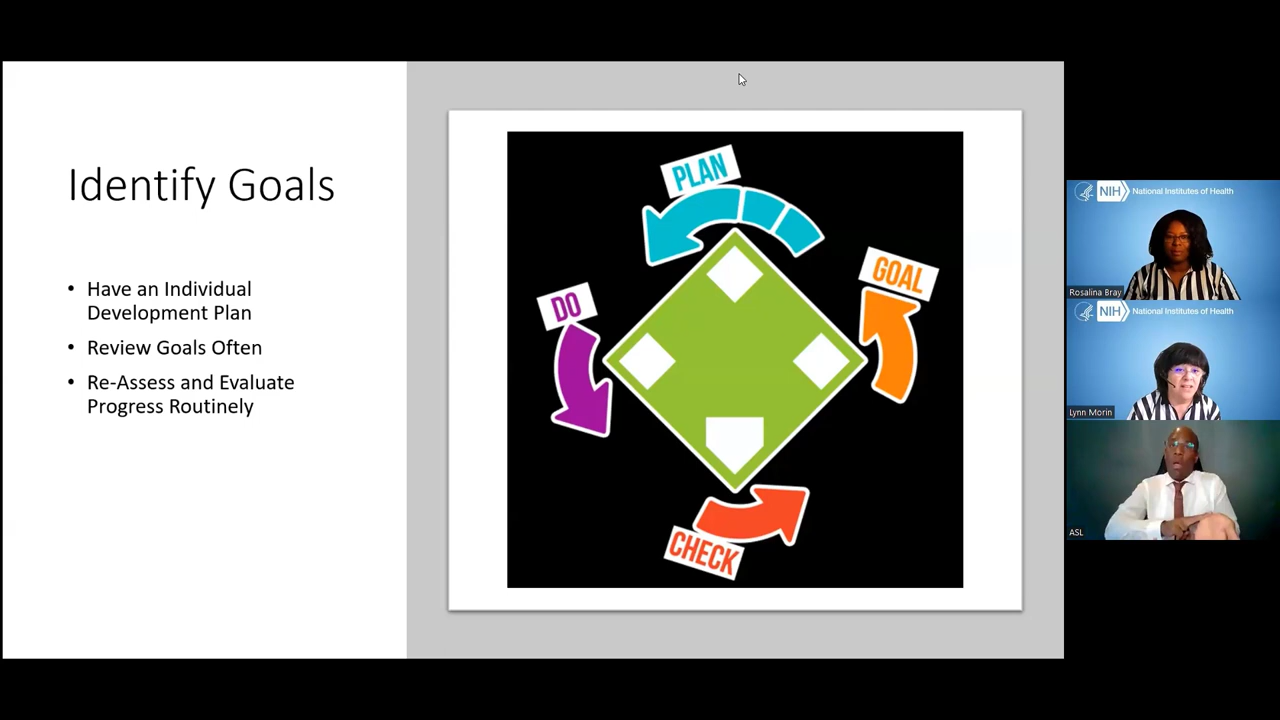 Identify Goals
• Have an Individual
Development Plan
• Review Goals Often
• Re-Assess and Evaluate
Progress Routinely
PLAN
GOAL
DO
CHECK
NIH National Institutes of Health
Rosalina Bray
NIH National Institutes of Health
Lynn Morin
ASL